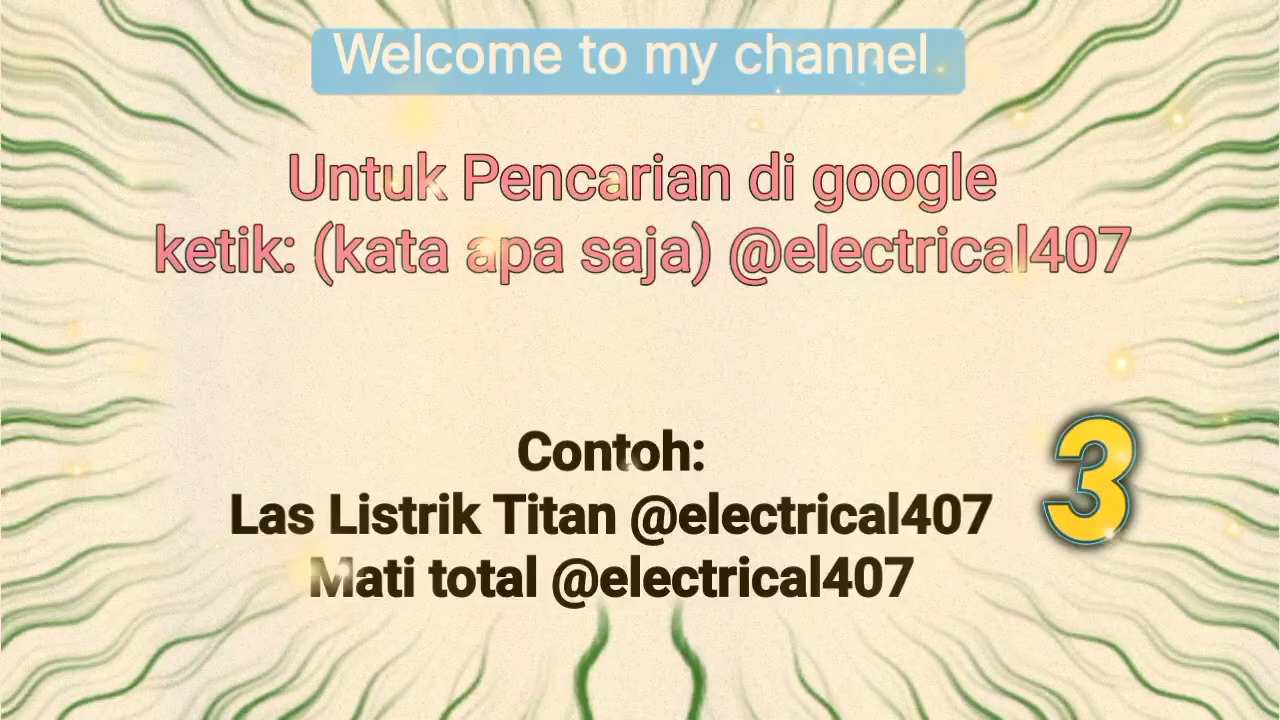 Welcome to my channel
Untuk Pencarian di google
ketik: (kata apa saja) @electrical407
Contoh:
Las Listrik Titan @electrical407
Mati total @electrical407
3